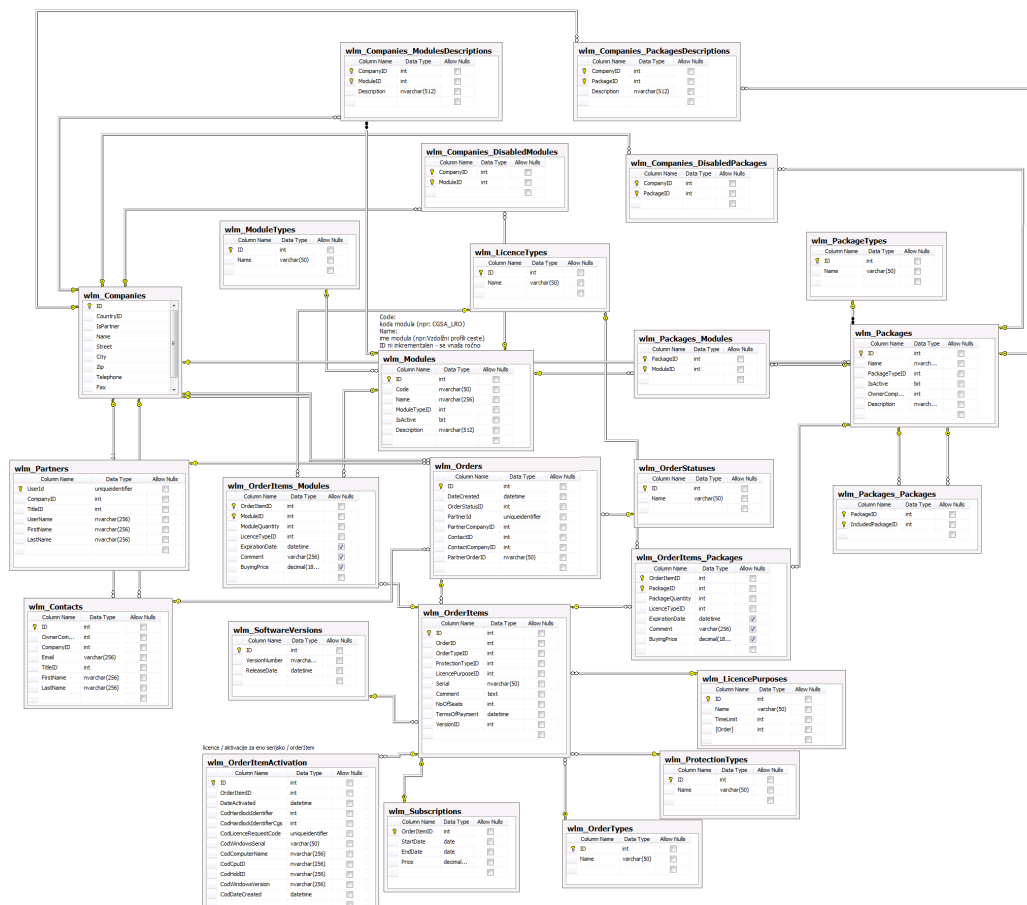 wlm_Companies_ModulesDescriptions
Column Name Data Type Allow Nulls
CompanyID int
ModuleID int
Description nvarchar(512)
wlm_Companies_PackagesDescriptions
Column Name Data Type Allow Nulls
CompanyID int
PackageID int
Description nvarchar(512)
wlm_Companies_DisabledModules
Column Name Data Type Allow Nulls
CompanyID int
ModuleID int
wlm_Companies_DisabledPackages
Column Name Data Type Allow Nulls
CompanyID int
PackageID int
wlm_ModuleTypes
Column Name Data Type Allow Nulls
ID int
Name varchar(50)
wlm_LicenceTypes
Column Name Data Type Allow Nulls
ID int
Name varchar(50)
wlm_PackageTypes
Column Name Data Type Allow Nulls
ID int
Name varchar(50)
wlm_Companies
ID
CountryID
IsPartner
Name
Street
City
Zip
Telephone
Fax
Code:
koda modula (npr: CGSA_LRO)
Name:
ime modula (npr:Vzdolžni profili ceste)
ID ni inkrementalen - se vnaša ročno
wlm_Modules
Column Name Data Type Allow Nulls
ID int
Code nvarchar(50)
Name nvarchar(256)
ModuleTypeID int
IsActive bit
Description nvarchar(512)
wlm_Packages_Modules
Column Name Data Type Allow Nulls
PackageID int
ModuleID int
wlm_Packages
Column Name Data Type Allow Nulls
ID int
Name nvarch...
PackageTypeID int
IsActive bit
OwnerComp... int
Description nvarch...
wlm_Partners
Column Name Data Type Allow Nulls
UserId uniqueidentifier
CompanyID int
TitleID int
UserName nvarchar(256)
FirstName nvarchar(256)
LastName nvarchar(256)
wlm_OrderItems_Modules
Column Name Data Type Allow Nulls
OrderItemID int
ModuleID int
ModuleQuantity int
LicenceTypeID int
ExpirationDate datetime
Comment varchar(256)
BuyingPrice decimal(18...
wlm_Orders
Column Name Data Type Allow Nulls
ID int
DateCreated datetime
OrderStatusID int
PartnerId uniqueidentifier
PartnerCompanyID int
ContactID int
ContactCompanyID int
PartnerOrderID nvarchar(50)
wlm_OrderStatuses
Column Name Data Type Allow Nulls
ID int
Name varchar(50)
wlm_Packages_Packages
Column Name Data Type Allow Nulls
PackageID int
IncludedPackageID int
wlm_OrderItems_Packages
Column Name Data Type Allow Nulls
OrderItemID int
PackageID int
PackageQuantity int
LicenceTypeID int
ExpirationDate datetime
Comment varchar(256)
BuyingPrice decimal(18...
wlm_Contacts
Column Name Data Type Allow Nulls
ID int
OwnerCom... int
CompanyID int
Email varchar(256)
TitleID int
FirstName nvarchar(256)
LastName nvarchar(256)
wlm_SoftwareVersions
Column Name Data Type Allow Nulls
ID int
VersionNumber nvarcha...
ReleaseDate datetime
wlm_OrderItems
Column Name Data Type Allow Nulls
ID int
OrderID int
OrderTypeID int
ProtectionTypeID int
LicencePurposeID int
Serial nvarchar(50)
Comment text
NoOfSeats int
TermsOfPayment datetime
VersionID int
wlm_LicencePurposes
Column Name Data Type Allow Nulls
ID int
Name varchar(50)
TimeLimit int
[Order] int
licence / aktivacije za eno serijsko / orderItem
wlm_OrderItemActivation
Column Name Data Type Allow Nulls
ID int
OrderItemID int
DateActivated datetime
CodHardlockIdentifier int
CodHardlockIdentifierCgs int
CodLicenceRequestCode uniqueidentifier
CodWindowsSerial varchar(50)
CodComputerName nvarchar(256)
CodCpuID nvarchar(256)
CodHddID nvarchar(256)
CodWindowsVersion nvarchar(256)
CodDateCreated datetime
wlm_ProtectionTypes
Column Name Data Type Allow Nulls
ID int
Name varchar(50)
wlm_Subscriptions
Column Name Data Type Allow Nulls
OrderItemID int
StartDate date
EndDate date
Price decimal...
wlm_OrderTypes
Column Name Data Type Allow Nulls
ID int
Name varchar(50)